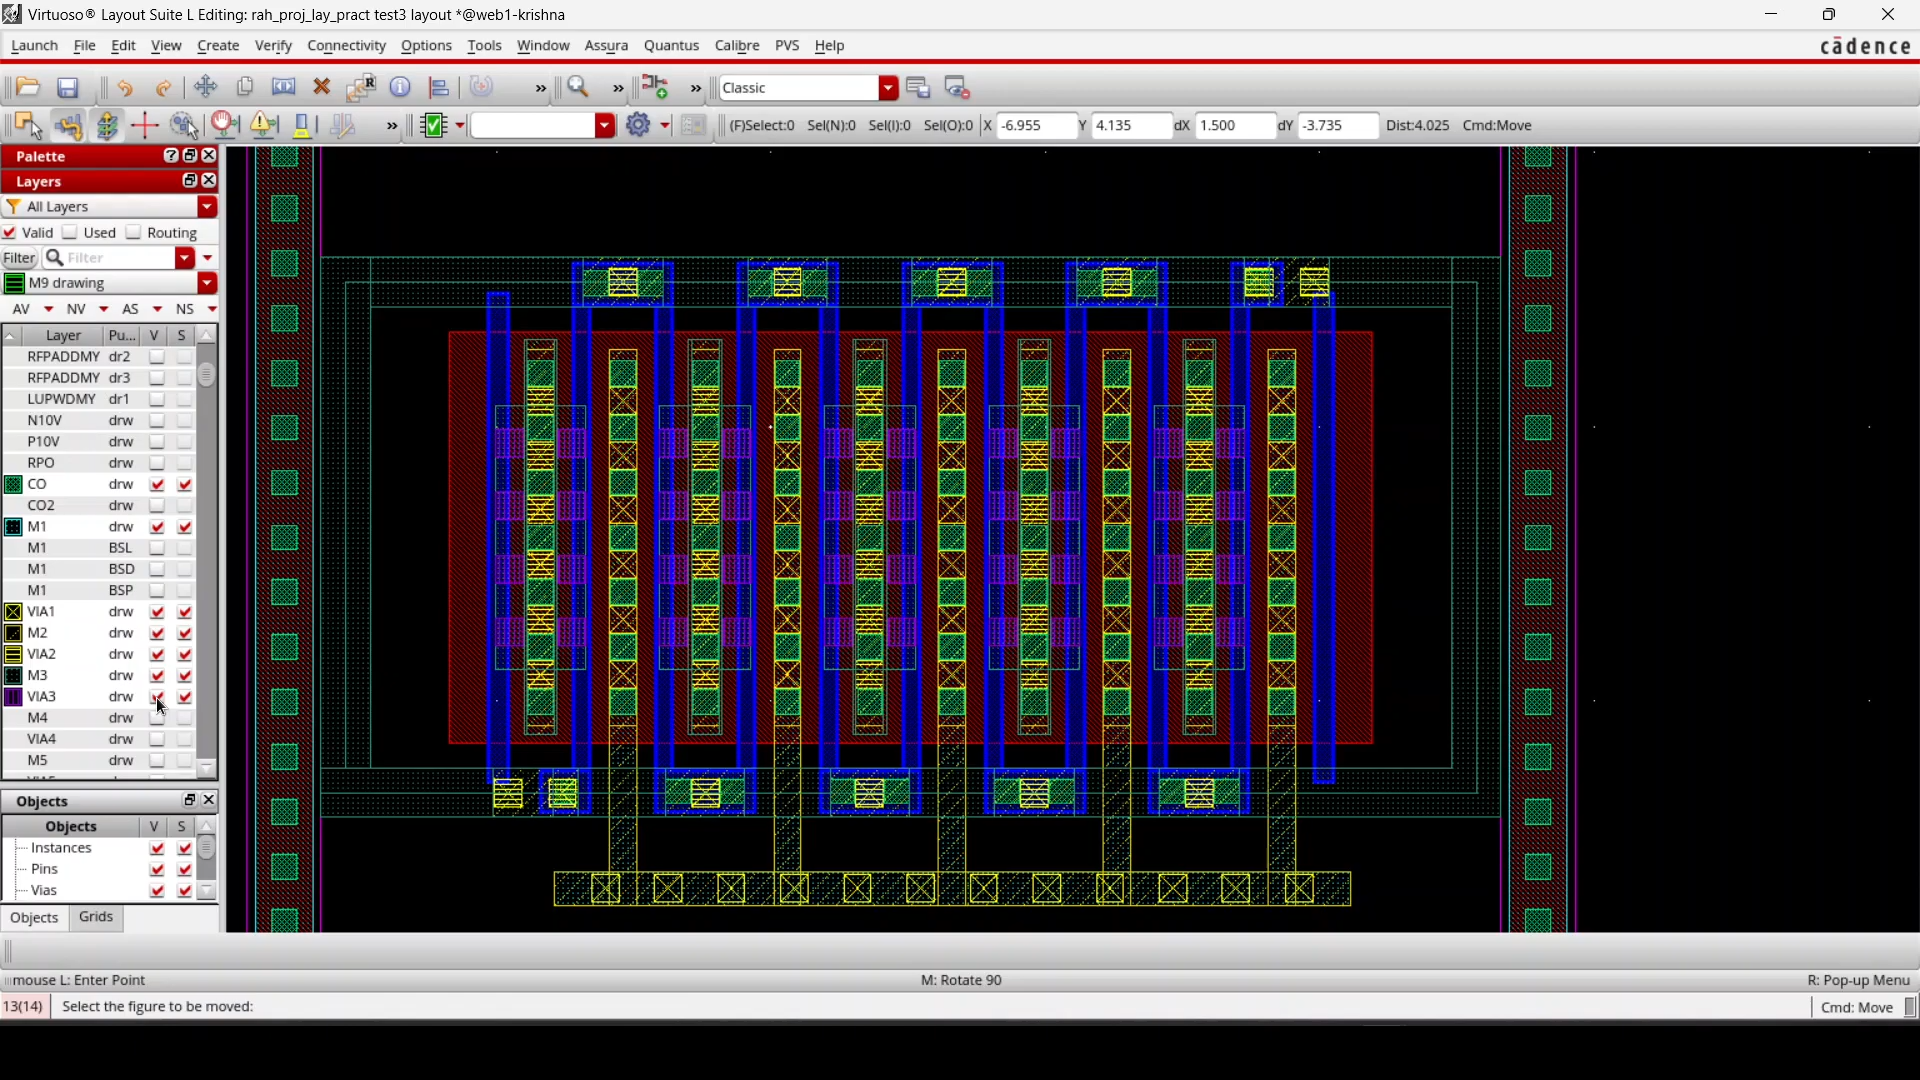 Virtuoso® Layout Suite L Editing: rah_proj_lay_pract test3 layout *@web1-krishna
Launch File Edit View Create Verify Connectivity Options Tools Window Assura Quantus Calibre PVS Help
cādence
R » » » Classic
» (F)Select:0 Sel(N):0 Sel(I):0 Sel(O):0 X -6.955 Y 4.135 dX 1.500 dY -3.735 Dist:4.025 Cmd:Move
Palette
Layers
All Layers
Valid Used Routing
Filter Filter
M9 drawing
AV NV AS NS
Layer Pu... V S
RFPADDMY dr2
RFPADDMY dr3
LUPWDMY dr1
N10V drw
P10V drw
RPO drw
CO drw
CO2 drw
M1 drw
M1 BSL
M1 BSD
M1 BSP
VIA1 drw
M2 drw
VIA2 drw
M3 drw
VIA3 drw
M4 drw
VIA4 drw
M5 drw
Objects
Objects V S
Instances
Pins
Vias
Objects Grids
mouse L: Enter Point M: Rotate 90 R: Pop-up Menu
13(14) Select the figure to be moved: Cmd: Move